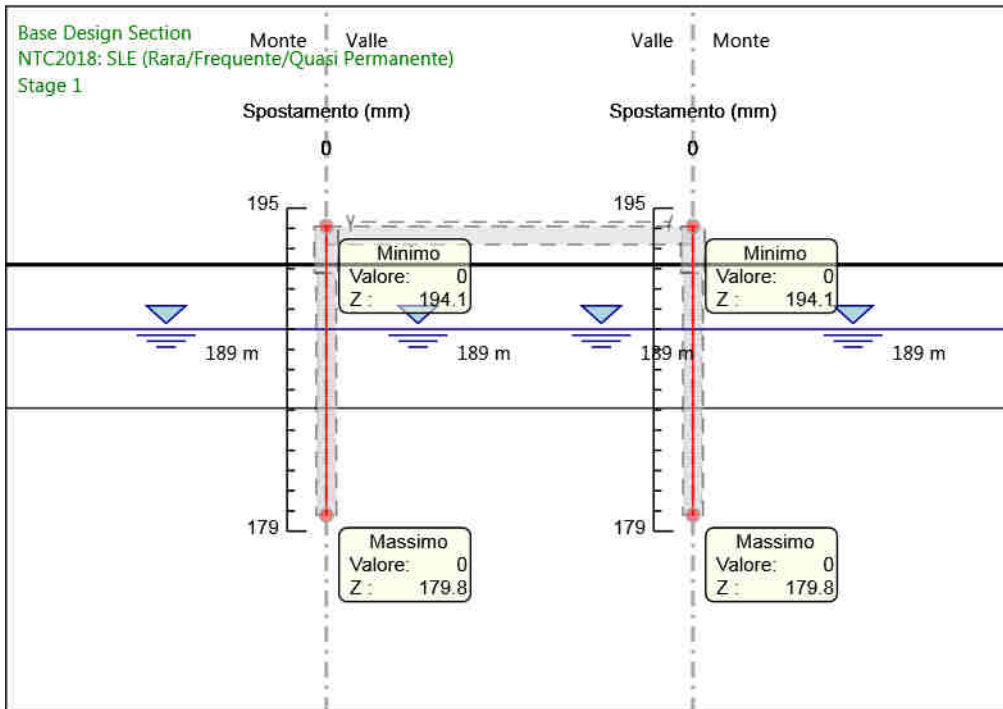 Base Design Section
Monte Valle Valle Monte
NTC2018: SLE (Rara/Frequente/Quasi Permanente)
Stage 1
Spostamento (mm) Spostamento (mm)
0 0
195 195
Minimo Minimo
Valore: 0 Valore: 0
Z : 194.1 Z : 194.1
189 m 189 m 189 m 189 m
179 179
Massimo Massimo
Valore: 0 Valore: 0
Z : 179.8 Z : 179.8